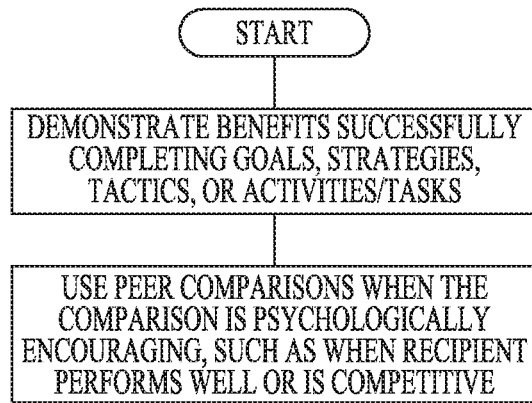 START
DEMONSTRATE BENEFITS SUCCESSFULLY
COMPLETING GOALS, STRATEGIES,
TACTICS, OR ACTIVITIES/TASKS
USE PEER COMPARISONS WHEN THE
COMPARISON IS PSYCHOLOGICALLY
ENCOURAGING, SUCH AS WHEN RECIPIENT
PERFORMS WELL OR IS COMPETITIVE